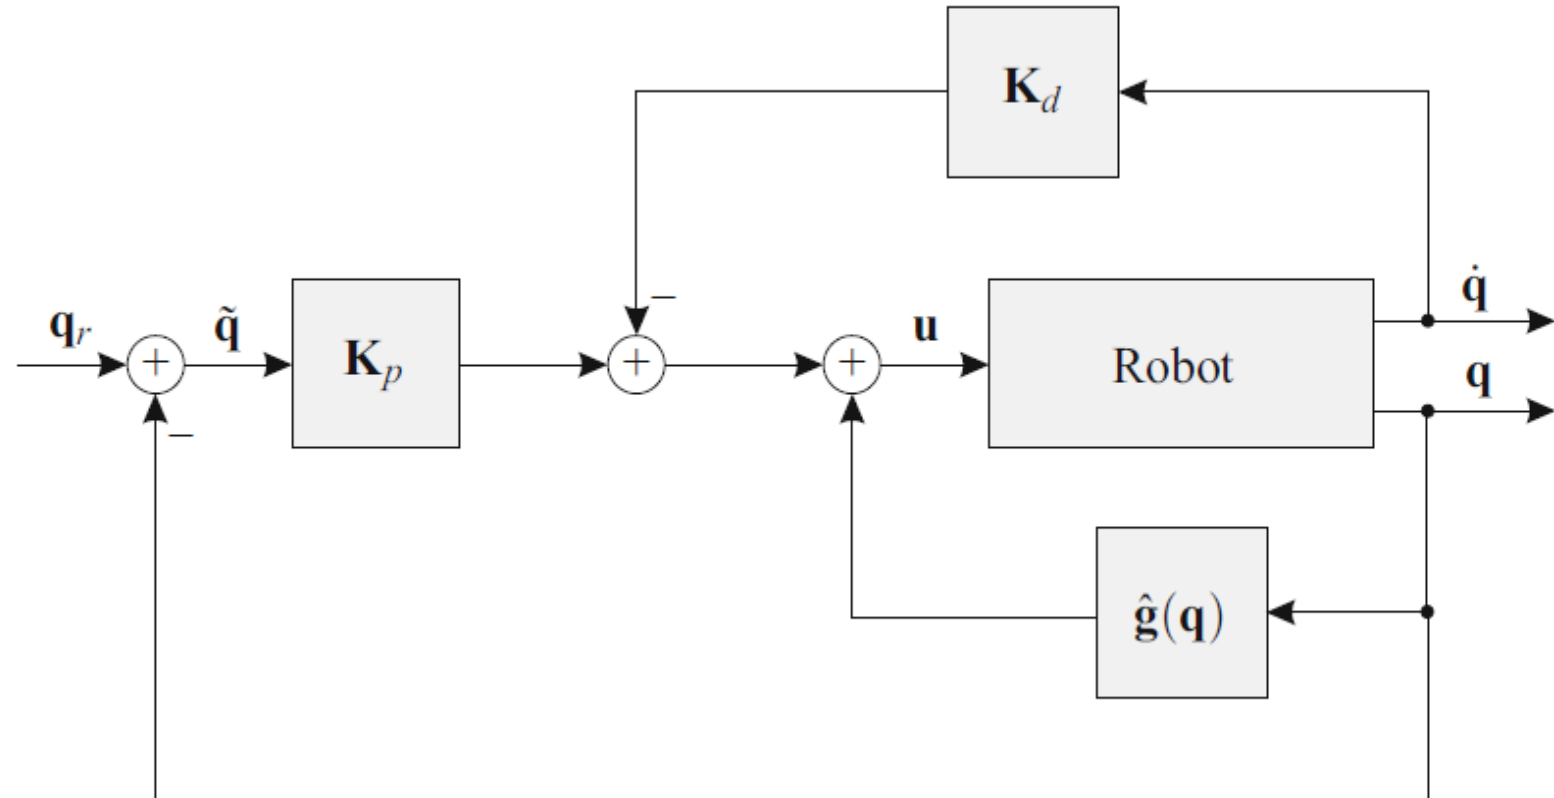 K_d
q̇
q_r
+
q̃
K_p
−
+
+
u
Robot
q
−
ĝ(q)